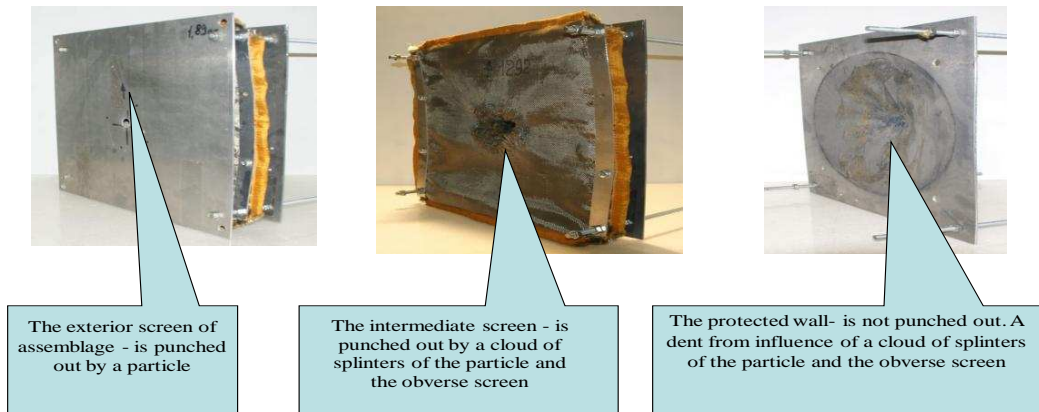 The exterior screen of
assemblage - is punched
out by a particle
The intermediate screen - is
punched out by a cloud of
splinters of the particle and
the obverse screen
The protected wall- is not punched out. A
dent from influence of a cloud of splinters
of the particle and the obverse screen